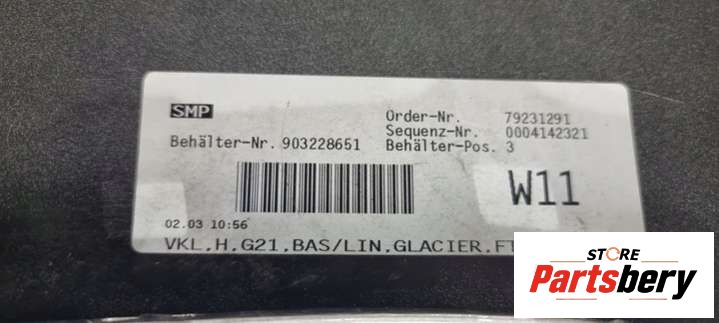 SMP
Order-Nr. 79231291
Sequenz-Nr. 0004142321
Behälter-Nr. 903228651 Behälter-Pos. 3
W11
02.03 10:56
VKL,H,G21,BAS/LIN,GLACIER,FT
STORE
Partsbery